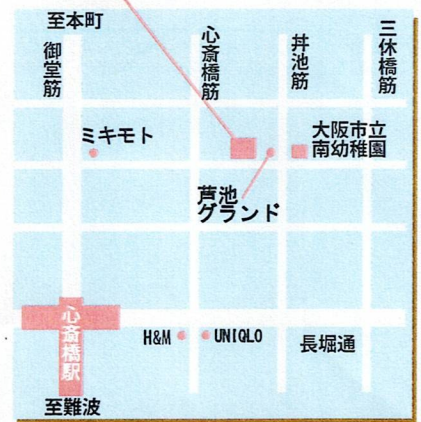 至本町
御堂筋
心斎橋筋
丼池筋
三休橋筋
ミキモト
大阪市立
南幼稚園
芦池
グランド
心斎橋駅
H&M
UNIQLO
長堀通
至難波